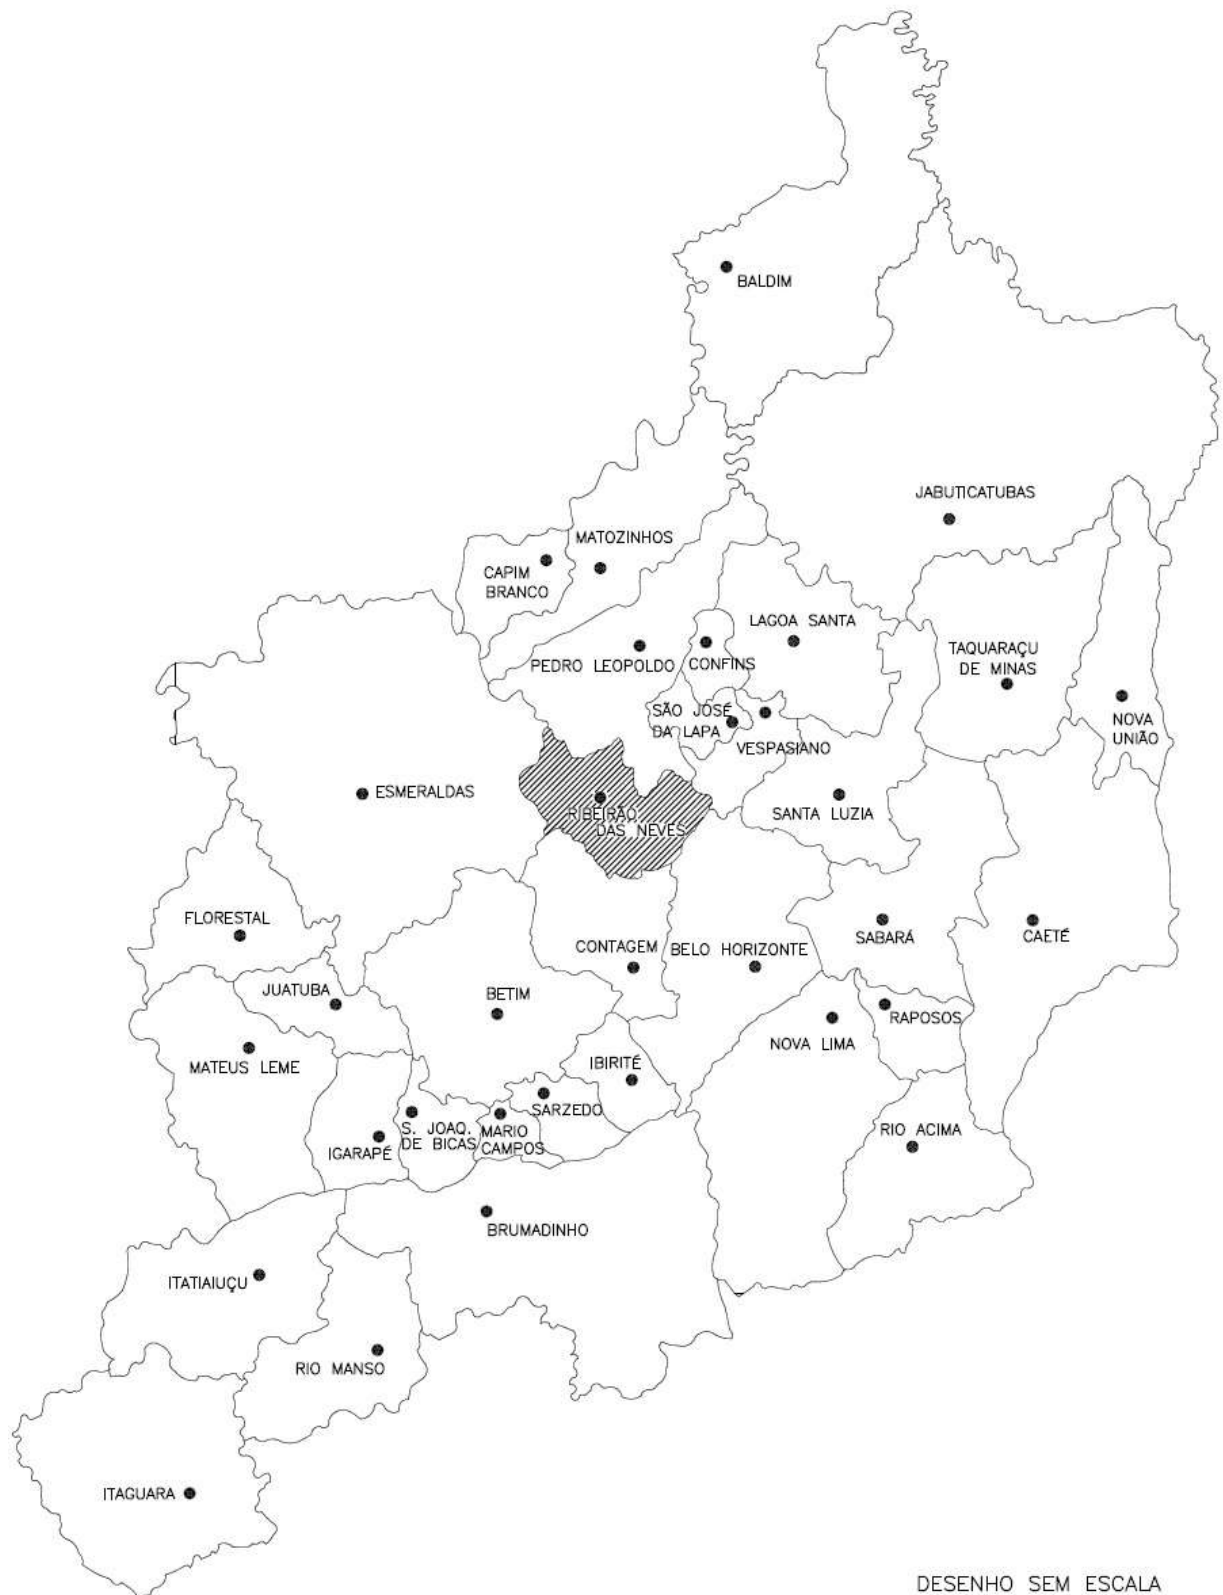 BALDIM
JABUTICATUBAS
MATOZINHOS
CAPIM
BRANCO
LAGOA SANTA
TAQUARAÇU
DE MINAS
PEDRO LEOPOLDO
CONFINS
SÃO JOSÉ
DA LAPA
VESPASIANO
NOVA
UNIÃO
ESMERALDAS
RIBEIRÃO
DAS NEVES
SANTA LUZIA
FLORESTAL
CONTAGEM
BELO HORIZONTE
SABARÁ
CAETÉ
JUATUBA
BETIM
RAPOSOS
NOVA LIMA
MATEUS LEME
IBIRITÉ
SARZEDO
S. JOAQ.
DE BICAS
MARIO
CAMPOS
IGARAPÉ
RIO ACIMA
BRUMADINHO
ITATIAIUÇU
RIO MANSO
ITAGUARA
DESENHO SEM ESCALA